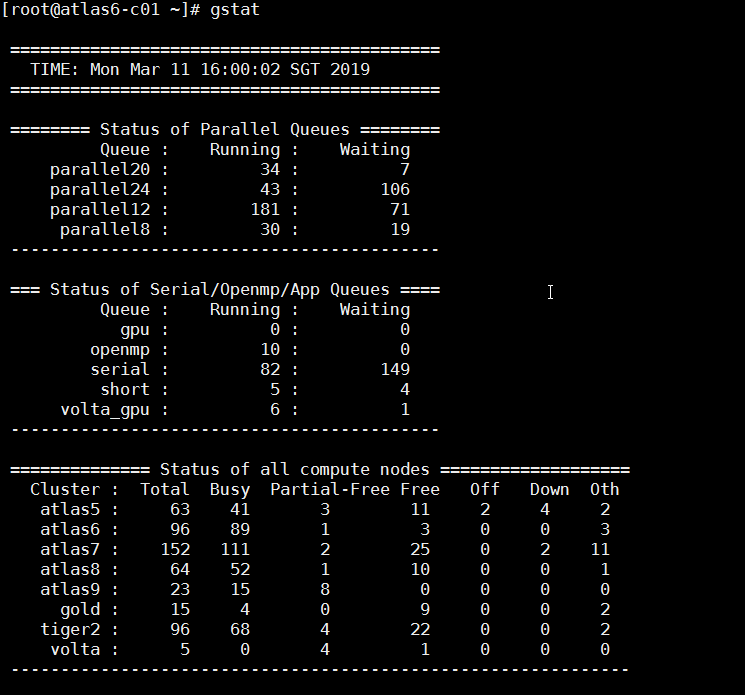 [root@atlas6-c01 ~]# gstat
===========================================
TIME: Mon Mar 11 16:00:02 SGT 2019
===========================================
======== Status of Parallel Queues ========
Queue : Running : Waiting
parallel20 : 34 : 7
parallel24 : 43 : 106
parallel12 : 181 : 71
parallel8 : 30 : 19
-------------------------------------------
=== Status of Serial/Openmp/App Queues ====
Queue : Running : Waiting
gpu : 0 : 0
openmp : 10 : 0
serial : 82 : 149
short : 5 : 4
volta_gpu : 6 : 1
-------------------------------------------
============== Status of all compute nodes ===================
Cluster : Total Busy Partial-Free Free Off Down Oth
atlas5 : 63 41 3 11 2 4 2
atlas6 : 96 89 1 3 0 0 3
atlas7 : 152 111 2 25 0 2 11
atlas8 : 64 52 1 10 0 0 1
atlas9 : 23 15 8 0 0 0 0
gold : 15 4 0 9 0 0 2
tiger2 : 96 68 4 22 0 0 2
volta : 5 0 4 1 0 0 0
--------------------------------------------------------------